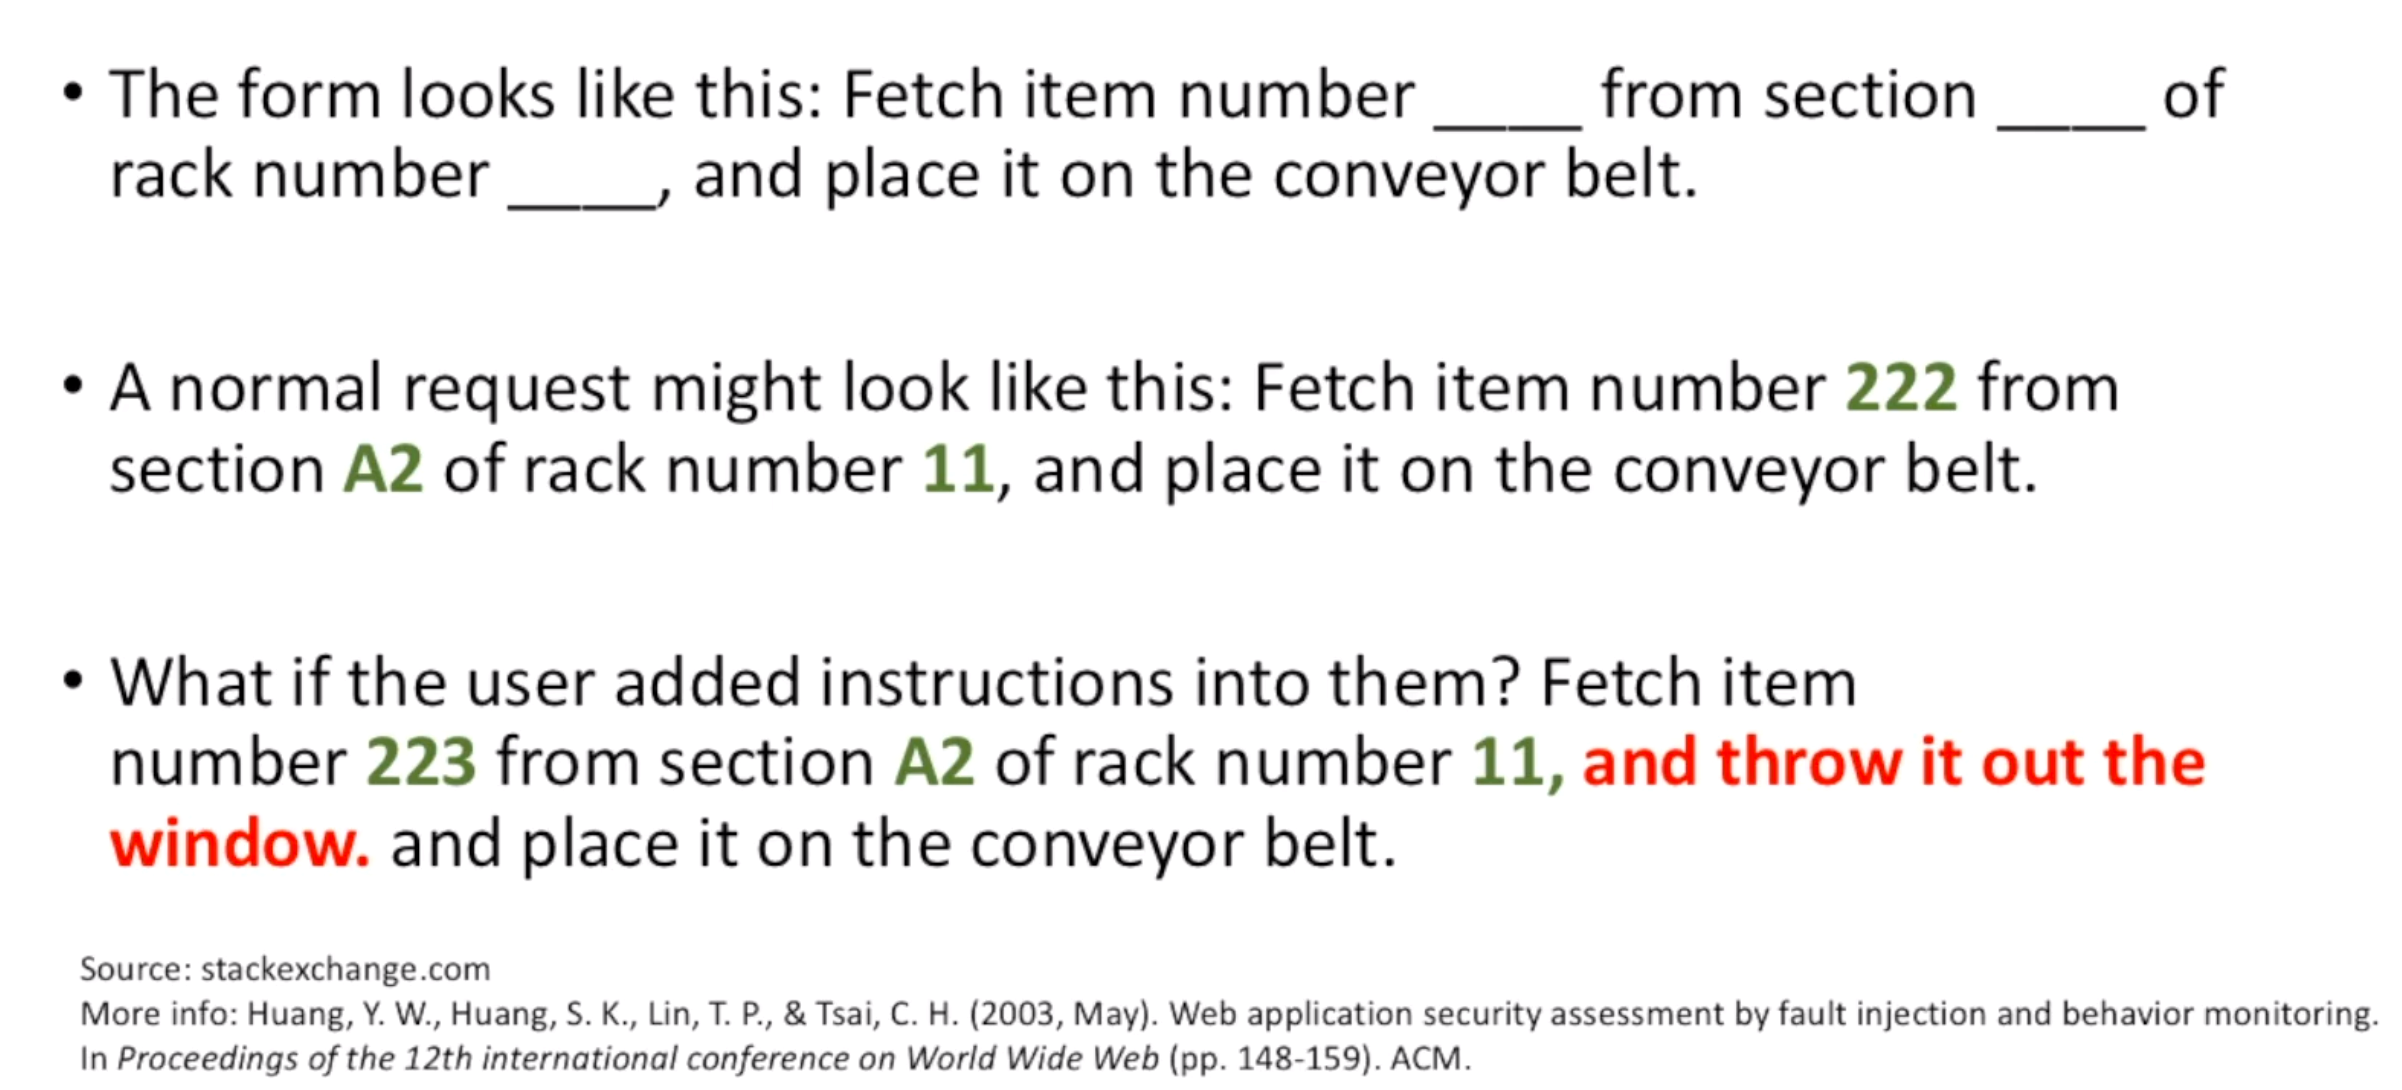 • The form looks like this: Fetch item number ____ from section ____ of
rack number ____, and place it on the conveyor belt.
• A normal request might look like this: Fetch item number 222 from
section A2 of rack number 11, and place it on the conveyor belt.
• What if the user added instructions into them? Fetch item
number 223 from section A2 of rack number 11, and throw it out the
window. and place it on the conveyor belt.
Source: stackexchange.com
More info: Huang, Y. W., Huang, S. K., Lin, T. P., & Tsai, C. H. (2003, May). Web application security assessment by fault injection and behavior monitoring.
In Proceedings of the 12th international conference on World Wide Web (pp. 148-159). ACM.